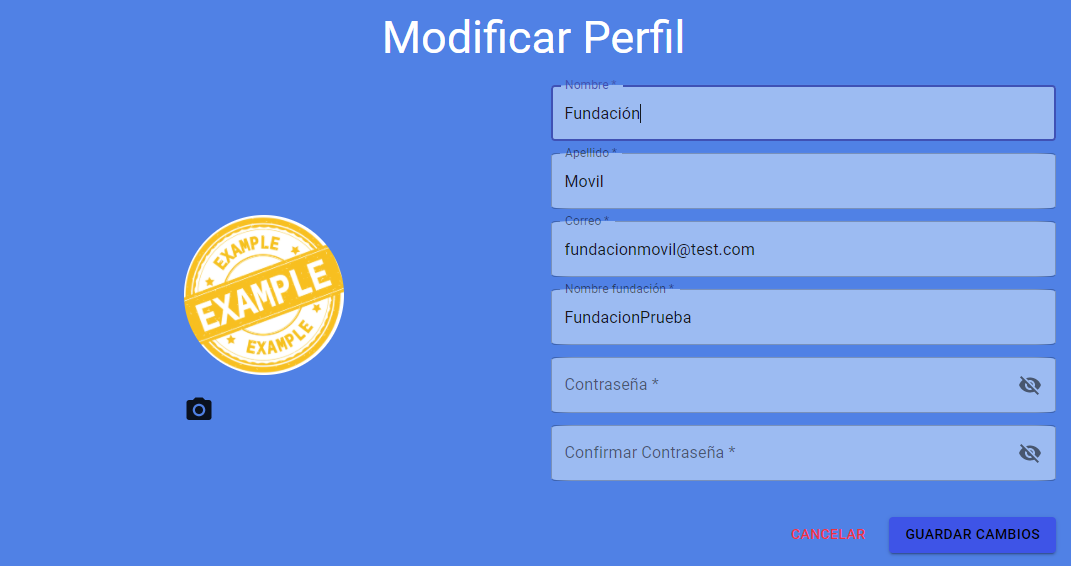 Modificar Perfil
Nombre *
Fundación
Apellido *
Movil
Correo *
fundacionmovil@test.com
Nombre fundación *
FundacionPrueba
Contraseña *
Confirmar Contraseña *
EXAMPLE
EXAMPLE
EXAMPLE
CANCELAR
GUARDAR CAMBIOS